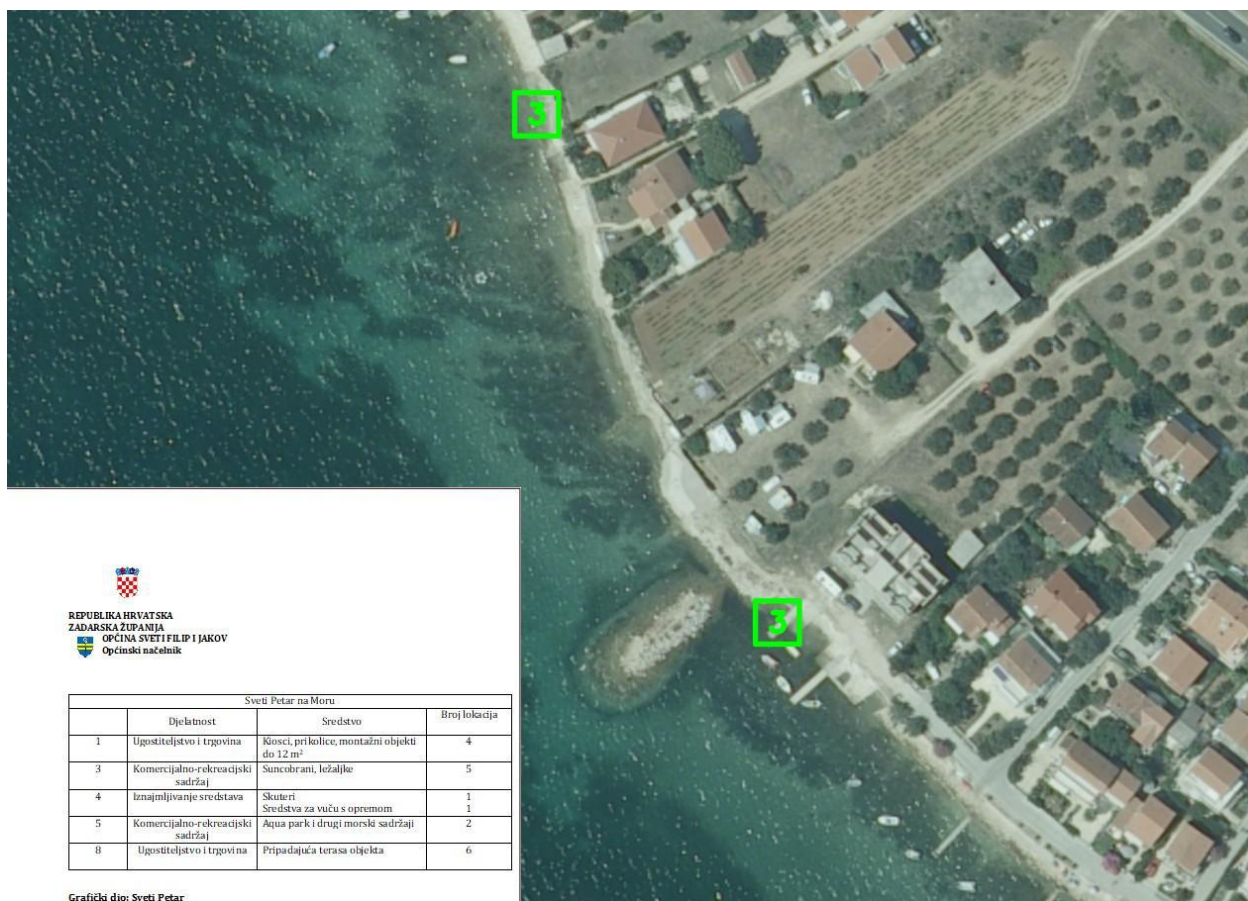 3
3
REPUBLIKA HRVATSKA
ZADARSKA ŽUPANIJA
OPĆINA SVETI FILIP I JAKOV
Općinski načelnik
Sveti Petar na Moru
Djelatnost Sredstvo Broj lokacija
1 Ugostiteljstvo i trgovina Kiosci, prikolice, montažni objekti 4
do 12 m²
3 Komercijalno-rekreacijski Suncobrani, ležaljke 5
sadržaj
4 Iznajmljivanje sredstava Skuteri 1
Sredstva za vuču s opremom 1
5 Komercijalno-rekreacijski Aqua park i drugi morski sadržaji 2
sadržaj
8 Ugostiteljstvo i trgovina Pripadajuća terasa objekta 6
Grafički dio: Sveti Petar